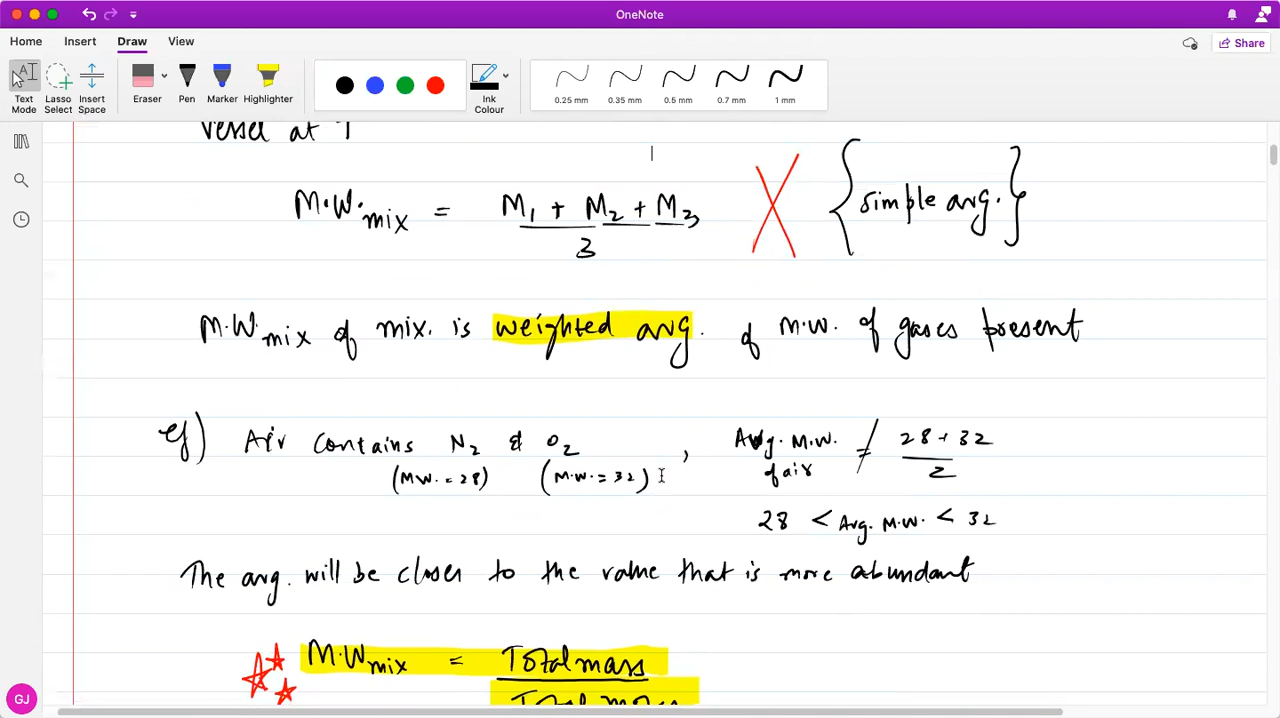 OneNote
Home Insert Draw View
Share
Text Mode
Lasso Select
Insert Space
Eraser
Pen
Marker
Highlighter
Ink Colour
0.25 mm 0.35 mm 0.5 mm 0.7 mm 1 mm
Vessel at T
M.W.mix = M1 + M2 + M3 / 3 X {simple avg.}
M.W.mix of mix. is weighted avg. of M.W. of gases present
eg) Air contains N2 & O2 , Avg. M.W. of air ≠ 28 + 32 / 2
(M.W. = 28) (M.W. = 32)
28 < Avg. M.W. < 32
The avg. will be closer to the value that is more abundant
M.W.mix = Total mass
Total moles
GJ